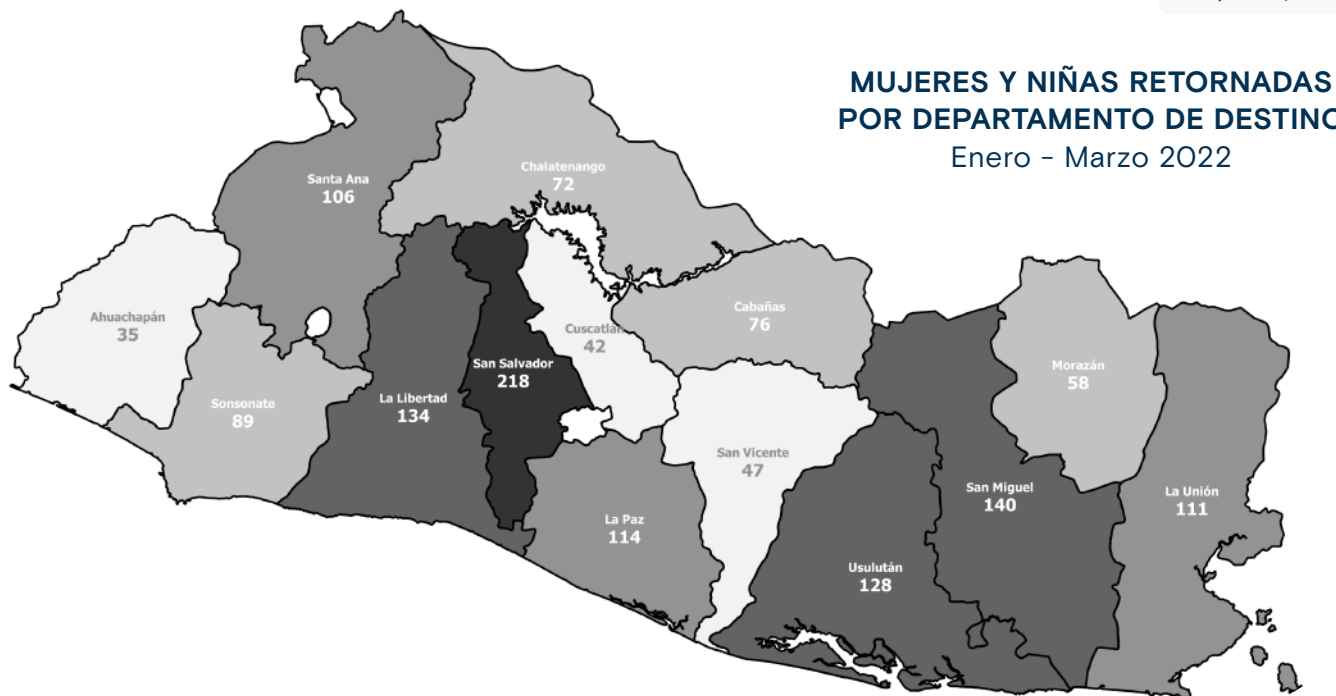 MUJERES Y NIÑAS RETORNADAS
POR DEPARTAMENTO DE DESTINO
Enero - Marzo 2022
Chalatenango
72
Santa Ana
106
Ahuachapán
35
Cabañas
76
Cuscatlán
42
San Salvador
218
Morazán
58
La Libertad
134
Sonsonate
89
San Vicente
47
San Miguel
140
La Unión
111
La Paz
114
Usulután
128